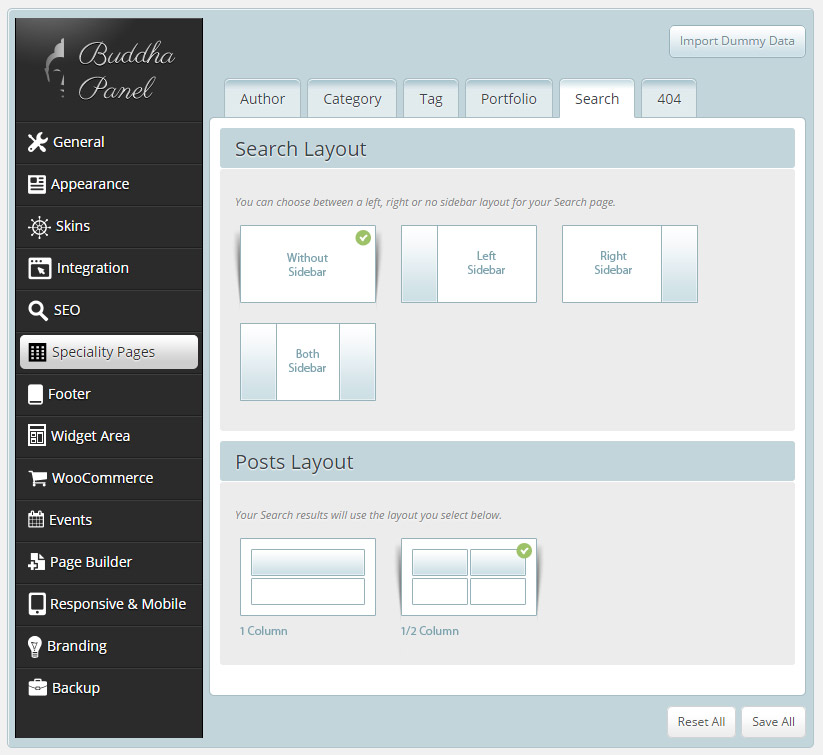 Buddha
Panel
Import Dummy Data
Author
Category
Tag
Portfolio
Search
404
General
Appearance
Skins
Integration
SEO
Speciality Pages
Footer
Widget Area
WooCommerce
Events
Page Builder
Responsive & Mobile
Branding
Backup
Search Layout
You can choose between a left, right or no sidebar layout for your Search page.
Without
Sidebar
Left
Sidebar
Right
Sidebar
Both
Sidebar
Posts Layout
Your Search results will use the layout you select below.
1 Column
1/2 Column
Reset All
Save All